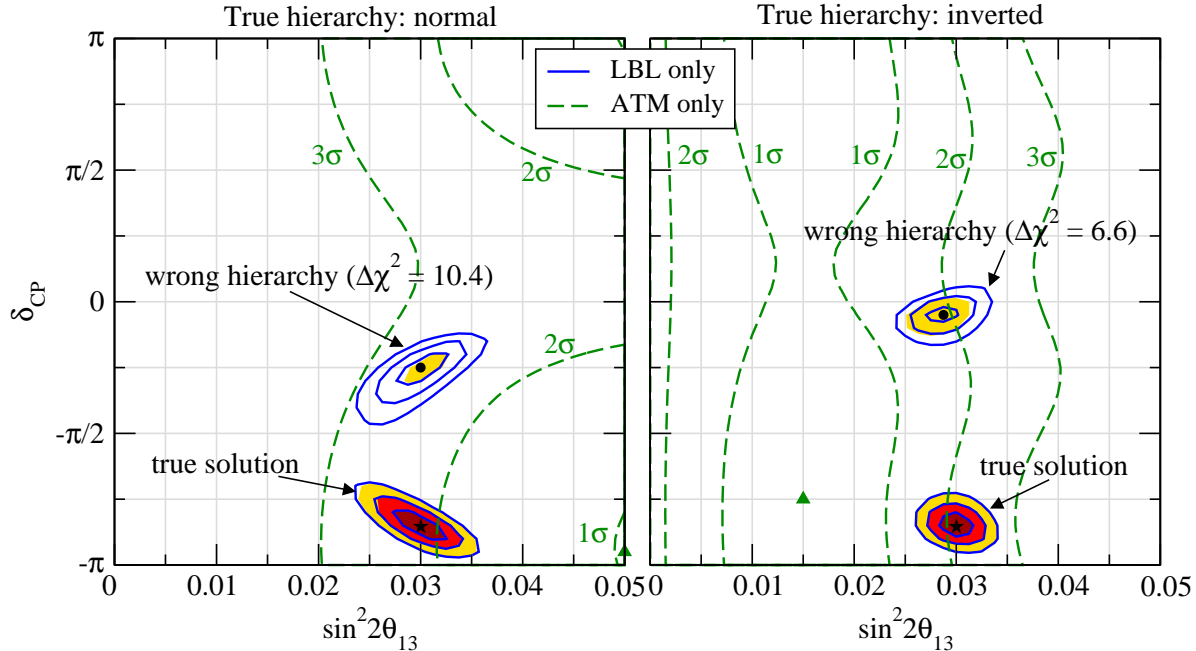 True hierarchy: normal
True hierarchy: inverted
π
π/2
0
-π/2
-π
δCP
LBL only
ATM only
3σ
2σ
2σ
1σ
wrong hierarchy (Δχ² = 10.4)
true solution
2σ
1σ
1σ
2σ
3σ
wrong hierarchy (Δχ² = 6.6)
true solution
0 0.01 0.02 0.03 0.04 0.05
0.01 0.02 0.03 0.04 0.05
sin²2θ₁₃
sin²2θ₁₃